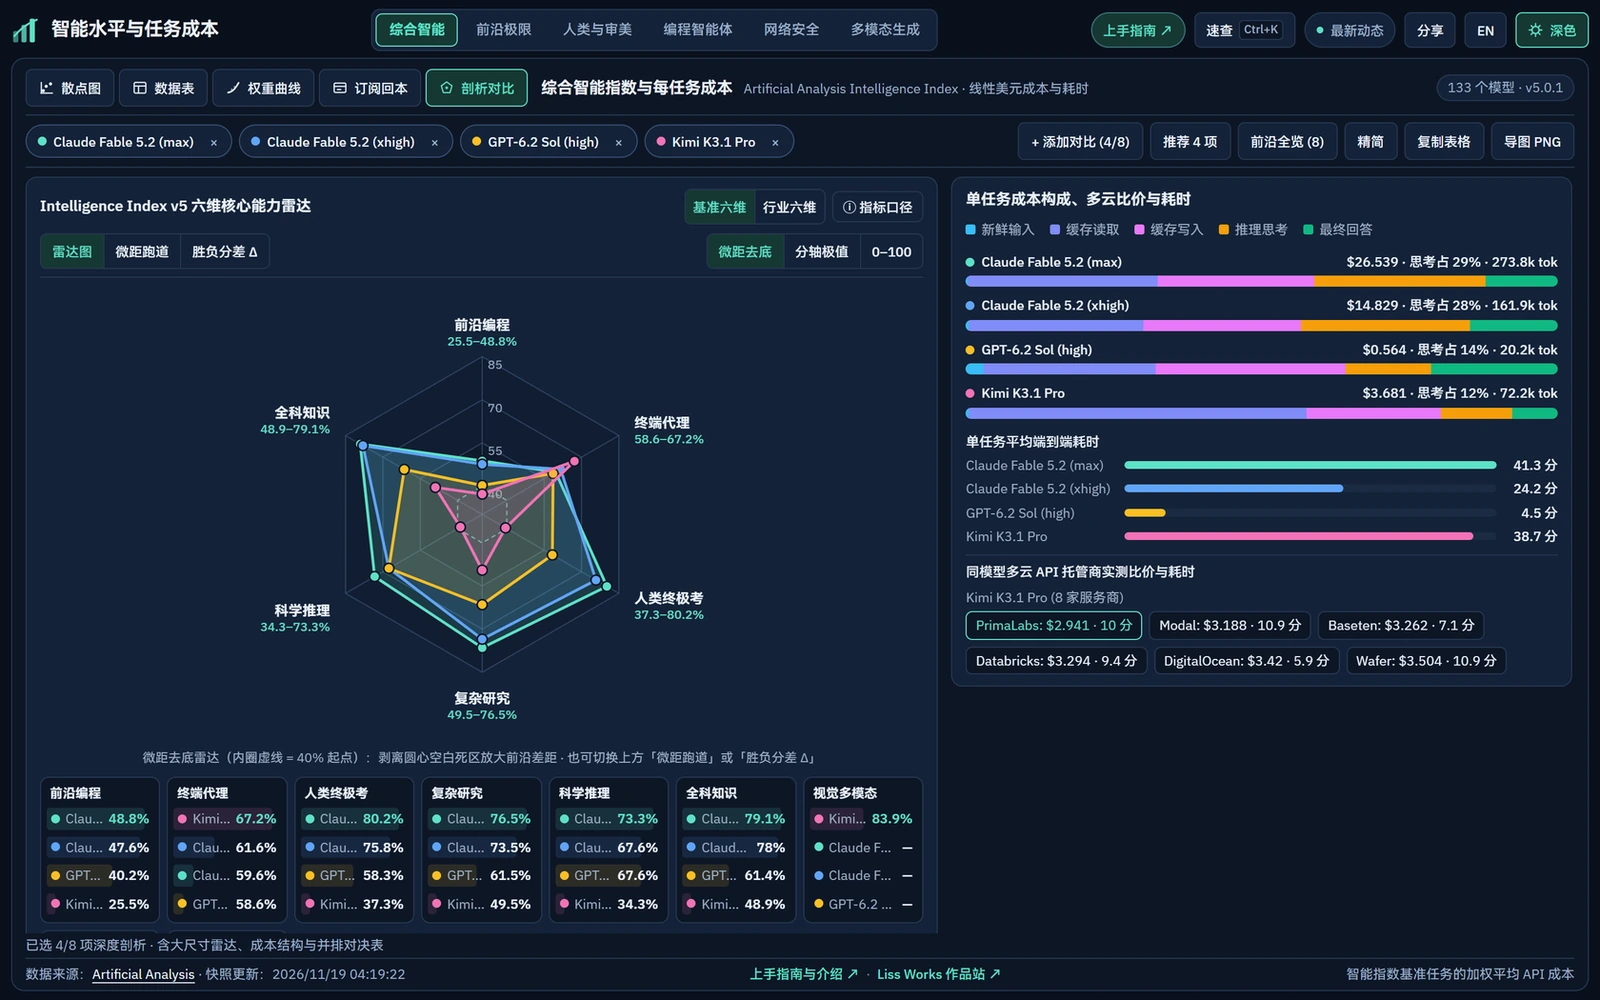 智能水平与任务成本
综合智能 前沿极限 人类与审美 编程智能体 网络安全 多模态生成
上手指南 ↗ 速查 Ctrl+K 最新动态 分享 EN 深色
散点图 数据表 权重曲线 订阅回本 剖析对比 综合智能指数与每任务成本 Artificial Analysis Intelligence Index · 线性美元成本与耗时 133 个模型 · v5.0.1
Claude Fable 5.2 (max) × Claude Fable 5.2 (xhigh) × GPT-6.2 Sol (high) × Kimi K3.1 Pro ×
+ 添加对比 (4/8) 推荐 4 项 前沿全览 (8) 精简 复制表格 导图 PNG
Intelligence Index v5 六维核心能力雷达
基准六维 行业六维 ⓘ 指标口径
雷达图 微距跑道 胜负分差 Δ
微距去底 分轴极值 0–100
前沿编程
25.5–48.8%
85
70
55
40
终端代理
58.6–67.2%
人类终极考
37.3–80.2%
复杂研究
49.5–76.5%
科学推理
34.3–73.3%
全科知识
48.9–79.1%
微距去底雷达（内圈虚线 = 40% 起点）：剥离圆心空白死区放大前沿差距 · 也可切换上方「微距跑道」或「胜负分差 Δ」
前沿编程
Clau... 48.8%
Clau... 47.6%
GPT... 40.2%
Kimi... 25.5%
终端代理
Kimi... 67.2%
Clau... 61.6%
Clau... 59.6%
GPT... 58.6%
人类终极考
Clau... 80.2%
Clau... 75.8%
GPT... 58.3%
Kimi... 37.3%
复杂研究
Clau... 76.5%
Clau... 73.5%
GPT... 61.5%
Kimi... 49.5%
科学推理
Clau... 73.3%
Clau... 67.6%
GPT... 67.6%
Kimi... 34.3%
全科知识
Clau... 79.1%
Claud... 78%
GPT... 61.4%
Kimi... 48.9%
视觉多模态
Kimi... 83.9%
Claude F... —
Claude F... —
GPT-6.2 ... —
单任务成本构成、多云比价与耗时
新鲜输入 缓存读取 缓存写入 推理思考 最终回答
Claude Fable 5.2 (max) $26.539 · 思考占 29% · 273.8k tok
Claude Fable 5.2 (xhigh) $14.829 · 思考占 28% · 161.9k tok
GPT-6.2 Sol (high) $0.564 · 思考占 14% · 20.2k tok
Kimi K3.1 Pro $3.681 · 思考占 12% · 72.2k tok
单任务平均端到端耗时
Claude Fable 5.2 (max) 41.3 分
Claude Fable 5.2 (xhigh) 24.2 分
GPT-6.2 Sol (high) 4.5 分
Kimi K3.1 Pro 38.7 分
同模型多云 API 托管商实测比价与耗时
Kimi K3.1 Pro (8 家服务商)
PrimaLabs: $2.941 · 10 分 Modal: $3.188 · 10.9 分 Baseten: $3.262 · 7.1 分
Databricks: $3.294 · 9.4 分 DigitalOcean: $3.42 · 5.9 分 Wafer: $3.504 · 10.9 分
已选 4/8 项深度剖析 · 含大尺寸雷达、成本结构与并排对决表
数据来源： Artificial Analysis · 快照更新： 2026/11/19 04:19:22
上手指南与介绍 ↗ · Liss Works 作品站 ↗
智能指数基准任务的加权平均 API 成本